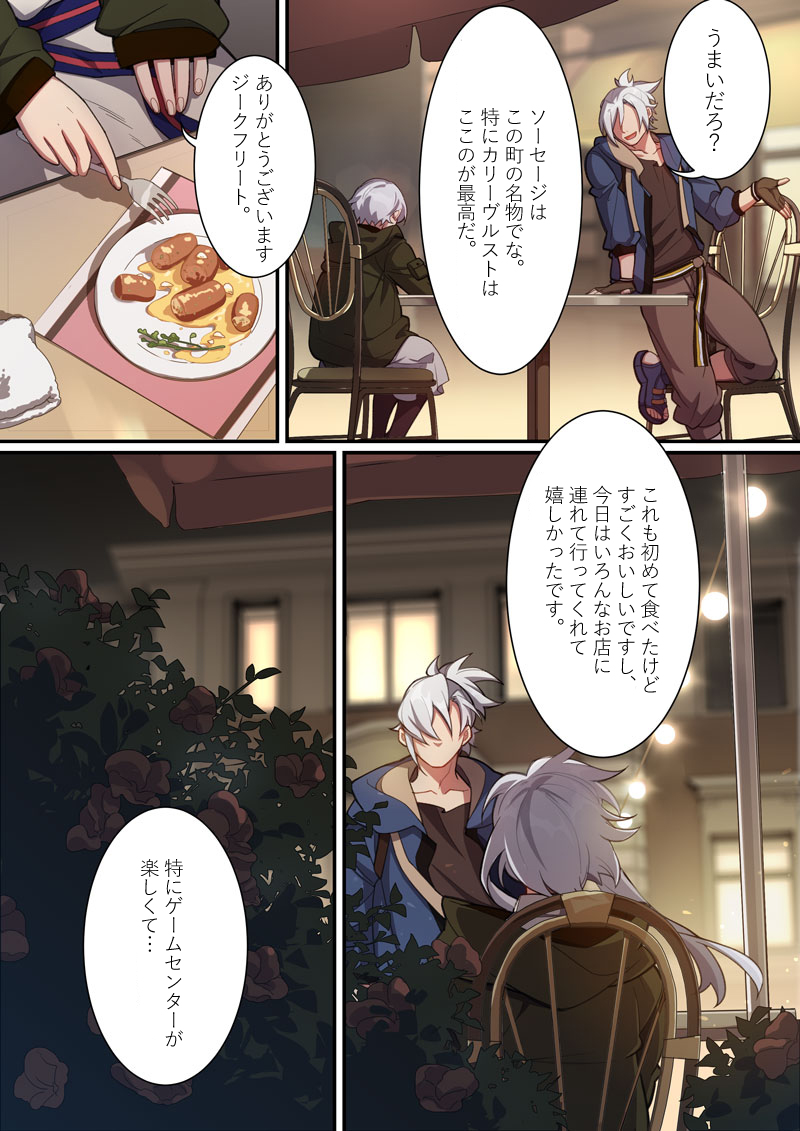 うまいだろ?
ソーセージは
この町の名物でな。
特にカリーヴルストは
ここのが最高だ。
ありがとうございます
ジークフリート。
これも初めて食べたけど
すごくおいしいですし、
今日はいろんなお店に
連れて行ってくれて
嬉しかったです。
特にゲームセンターが
楽しくて…